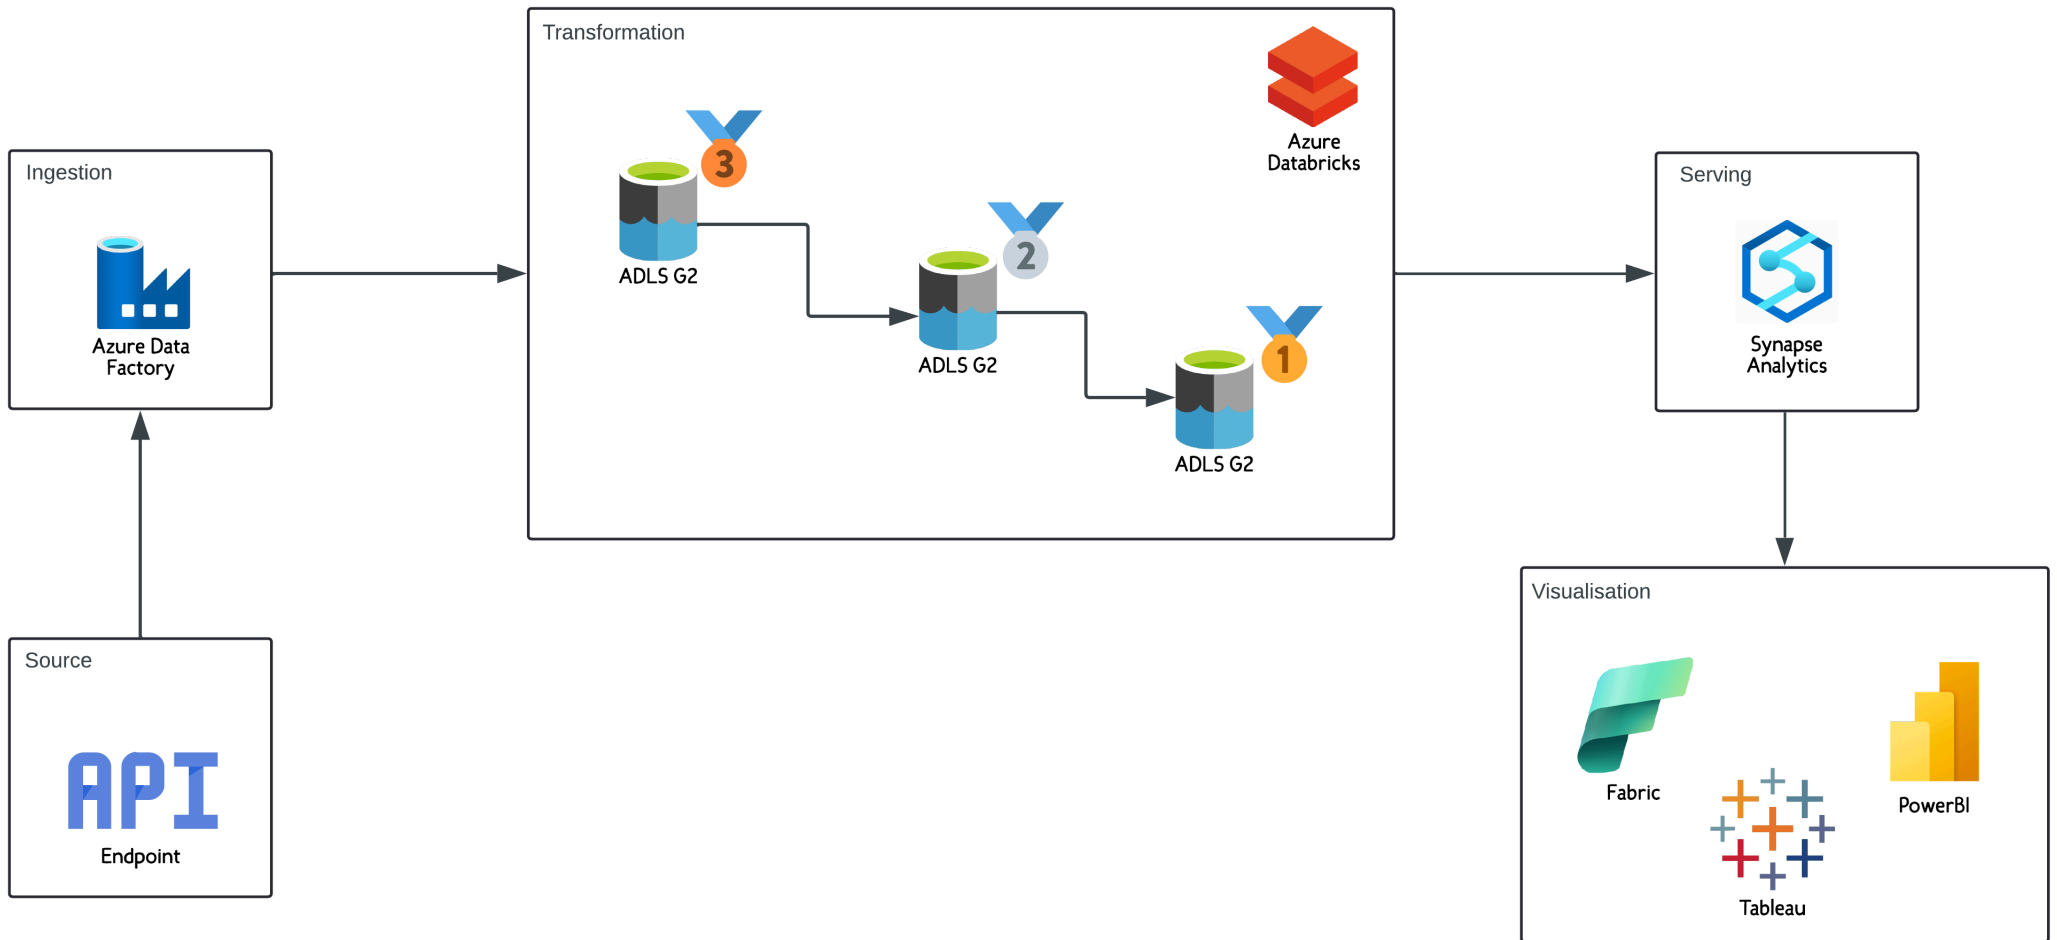 Transformation
Azure
Databricks
3
ADLS G2
2
ADLS G2
1
ADLS G2
Ingestion
Azure Data
Factory
Serving
Synapse
Analytics
Source
API
Endpoint
Visualisation
Fabric
PowerBI
Tableau